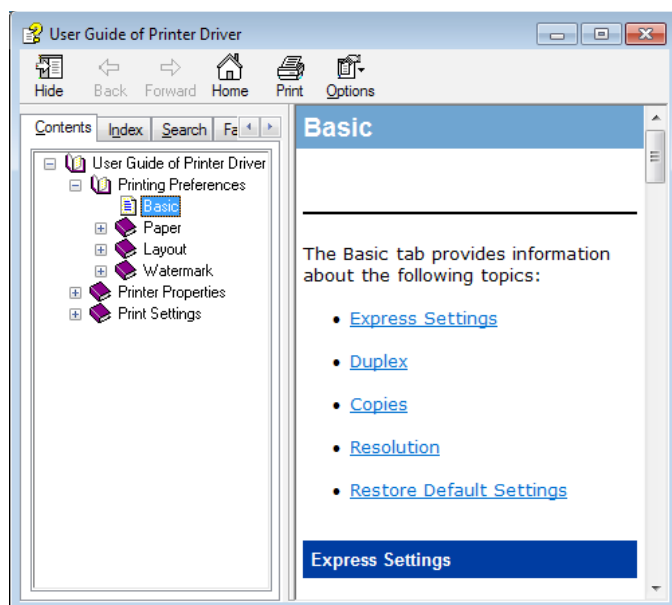 User Guide of Printer Driver
Hide Back Forward Home Print Options
Contents Index Search Fa
User Guide of Printer Driver
Printing Preferences
Basic
Paper
Layout
Watermark
Printer Properties
Print Settings
Basic
The Basic tab provides information
about the following topics:
• Express Settings
• Duplex
• Copies
• Resolution
• Restore Default Settings
Express Settings